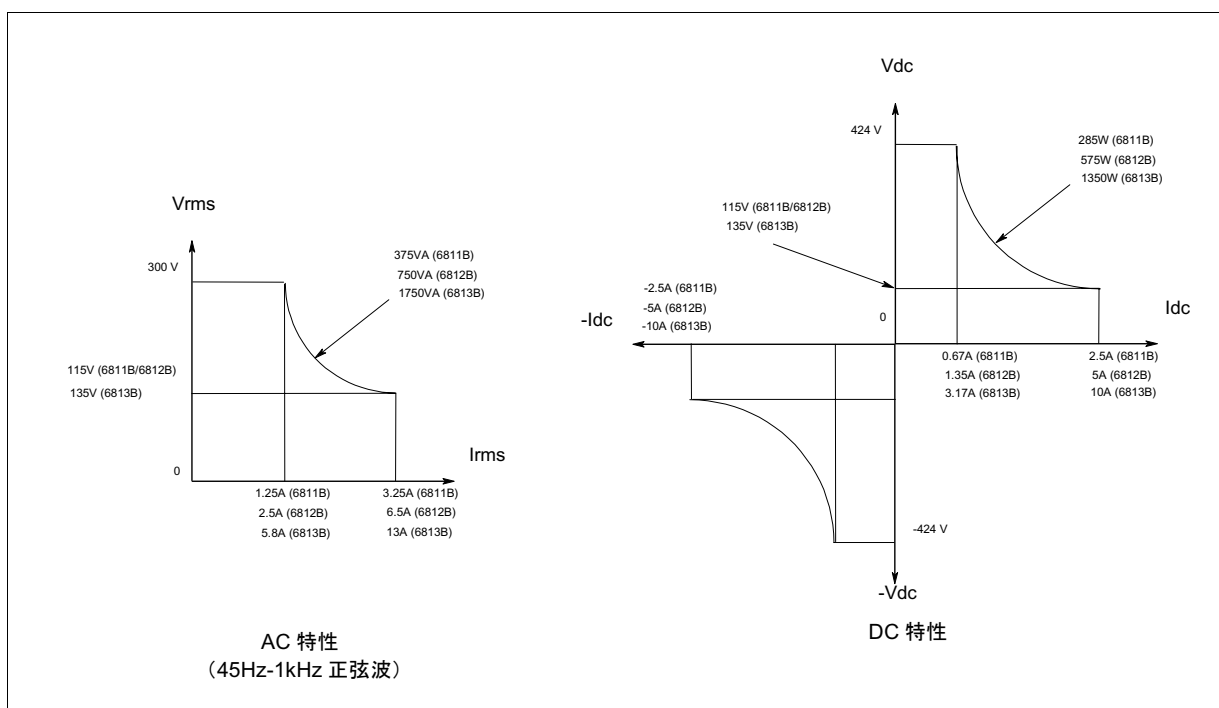 Vrms
300 V
375VA (6811B)
750VA (6812B)
1750VA (6813B)
115V (6811B/6812B)
135V (6813B)
0
Irms
1.25A (6811B)
2.5A (6812B)
5.8A (6813B)
3.25A (6811B)
6.5A (6812B)
13A (6813B)
AC 特性
（45Hz-1kHz 正弦波）
Vdc
424 V
285W (6811B)
575W (6812B)
1350W (6813B)
115V (6811B/6812B)
135V (6813B)
-2.5A (6811B)
-5A (6812B)
-10A (6813B)
-Idc
0
Idc
0.67A (6811B)
1.35A (6812B)
3.17A (6813B)
2.5A (6811B)
5A (6812B)
10A (6813B)
-424 V
-Vdc
DC 特性